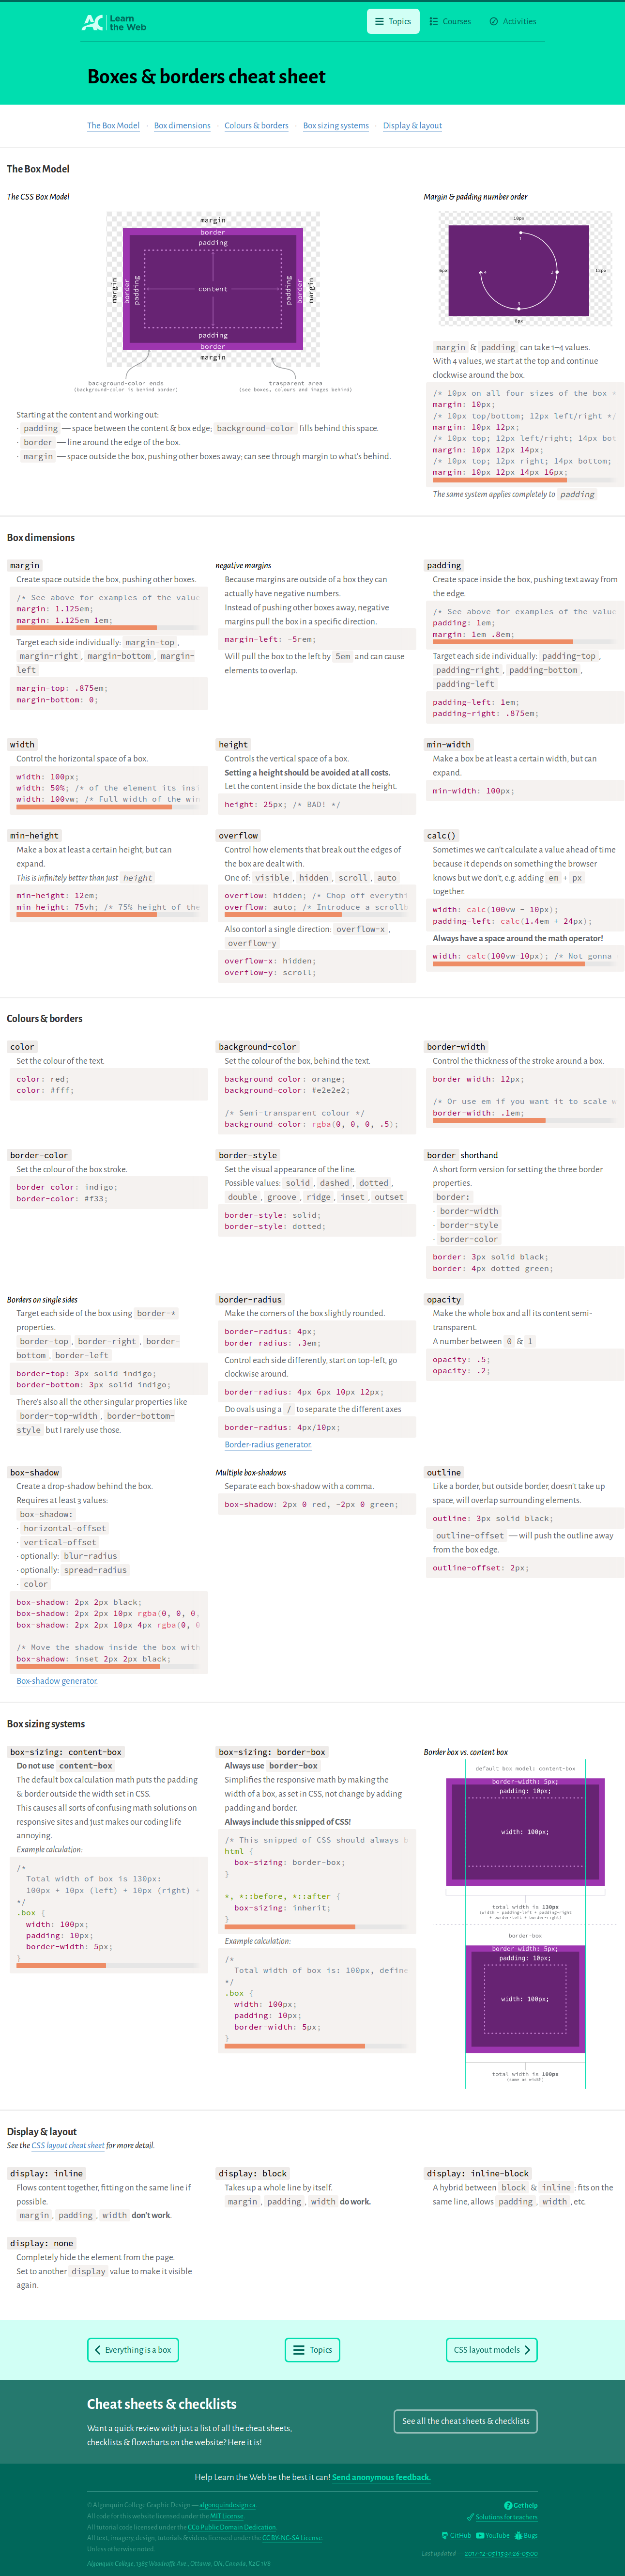 Learn
the Web
Topics
Courses
Activities
Boxes & borders cheat sheet
The Box Model · Box dimensions · Colours & borders · Box sizing systems · Display & layout
The Box Model
The CSS Box Model
margin
border
padding
margin
border
padding
content
padding
border
margin
padding
border
margin
background-color ends
(background-color is behind border)
trasparent area
(see boxes, colours and images behind)
Starting at the content and working out:
· padding — space between the content & box edge; background-color fills behind this space.
· border — line around the edge of the box.
· margin — space outside the box, pushing other boxes away; can see through margin to what's behind.
Margin & padding number order
10px
1
6px
4
2
12px
3
8px
margin & padding can take 1–4 values.
With 4 values, we start at the top and continue
clockwise around the box.
/* 10px on all four sizes of the box
margin: 10px;
/* 10px top/bottom; 12px left/right */
margin: 10px 12px;
/* 10px top; 12px left/right; 14px bot
margin: 10px 12px 14px;
/* 10px top; 12px right; 14px bottom;
margin: 10px 12px 14px 16px;
The same system applies completely to padding
Box dimensions
margin
Create space outside the box, pushing other boxes.
/* See above for examples of the value
margin: 1.125em;
margin: 1.125em 1em;
Target each side individually: margin-top ,
margin-right , margin-bottom , margin-
left
margin-top: .875em;
margin-bottom: 0;
negative margins
Because margins are outside of a box they can
actually have negative numbers.
Instead of pushing other boxes away, negative
margins pull the box in a specific direction.
margin-left: -5rem;
Will pull the box to the left by 5em and can cause
elements to overlap.
padding
Create space inside the box, pushing text away from
the edge.
/* See above for examples of the value
padding: 1em;
margin: 1em .8em;
Target each side individually: padding-top ,
padding-right , padding-bottom ,
padding-left
padding-left: 1em;
padding-right: .875em;
width
Control the horizontal space of a box.
width: 100px;
width: 50%; /* of the element its insi
width: 100vw; /* Full width of the win
height
Controls the vertical space of a box.
Setting a height should be avoided at all costs.
Let the content inside the box dictate the height.
height: 25px; /* BAD! */
min-width
Make a box be at least a certain width, but can
expand.
min-width: 100px;
min-height
Make a box at least a certain height, but can
expand.
This is infinitely better than just height
min-height: 12em;
min-height: 75vh; /* 75% height of the
overflow
Control how elements that break out the edges of
the box are dealt with.
One of: visible , hidden , scroll , auto
overflow: hidden; /* Chop off everythi
overflow: auto; /* Introduce a scrollb
Also contorl a single direction: overflow-x ,
overflow-y
overflow-x: hidden;
overflow-y: scroll;
calc()
Sometimes we can't calculate a value ahead of time
because it depends on something the browser
knows but we don't, e.g. adding em + px
together.
width: calc(100vw - 10px);
padding-left: calc(1.4em + 24px);
Always have a space around the math operator!
width: calc(100vw-10px); /* Not gonna
Colours & borders
color
Set the colour of the text.
color: red;
color: #fff;
background-color
Set the colour of the box, behind the text.
background-color: orange;
background-color: #e2e2e2;
/* Semi-transparent colour */
background-color: rgba(0, 0, 0, .5);
border-width
Control the thickness of the stroke around a box.
border-width: 12px;
/* Or use em if you want it to scale w
border-width: .1em;
border-color
Set the colour of the box stroke.
border-color: indigo;
border-color: #f33;
border-style
Set the visual appearance of the line.
Possible values: solid , dashed , dotted ,
double , groove , ridge , inset , outset
border-style: solid;
border-style: dotted;
border shorthand
A short form version for setting the three border
properties.
border:
· border-width
· border-style
· border-color
border: 3px solid black;
border: 4px dotted green;
Borders on single sides
Target each side of the box using border-*
properties.
border-top , border-right , border-
bottom , border-left
border-top: 3px solid indigo;
border-bottom: 3px solid indigo;
There's also all the other singular properties like
border-top-width , border-bottom-
style but I rarely use those.
border-radius
Make the corners of the box slightly rounded.
border-radius: 4px;
border-radius: .3em;
Control each side differently, start on top-left, go
clockwise around.
border-radius: 4px 6px 10px 12px;
Do ovals using a / to separate the different axes
border-radius: 4px/10px;
Border-radius generator.
opacity
Make the whole box and all its content semi-
transparent.
A number between 0 & 1
opacity: .5;
opacity: .2;
box-shadow
Create a drop-shadow behind the box.
Requires at least 3 values:
box-shadow:
· horizontal-offset
· vertical-offset
· optionally: blur-radius
· optionally: spread-radius
· color
box-shadow: 2px 2px black;
box-shadow: 2px 2px 10px rgba(0, 0, 0,
box-shadow: 2px 2px 10px 4px rgba(0, 0
/* Move the shadow inside the box with
box-shadow: inset 2px 2px black;
Box-shadow generator.
Multiple box-shadows
Separate each box-shadow with a comma.
box-shadow: 2px 0 red, -2px 0 green;
outline
Like a border, but outside border, doesn't take up
space, will overlap surrounding elements.
outline: 3px solid black;
outline-offset — will push the outline away
from the box edge.
outline-offset: 2px;
Box sizing systems
box-sizing: content-box
Do not use content-box
The default box calculation math puts the padding
& border outside the width set in CSS.
This causes all sorts of confusing math solutions on
responsive sites and just makes our coding life
annoying.
Example calculation:
/*
Total width of box is 130px:
100px + 10px (left) + 10px (right) +
*/
.box {
width: 100px;
padding: 10px;
border-width: 5px;
}
box-sizing: border-box
Always use border-box
Simplifies the responsive math by making the
width of a box, as set in CSS, not change by adding
padding and border.
Always include this snipped of CSS!
/* This snipped of CSS should always b
html {
box-sizing: border-box;
}
*, *::before, *::after {
box-sizing: inherit;
}
Example calculation:
/*
Total width of box is: 100px, define
*/
.box {
width: 100px;
padding: 10px;
border-width: 5px;
}
Border box vs. content box
default box model: content-box
border-width: 5px;
padding: 10px;
width: 100px;
total width is 130px
(width + padding-left + padding-right
+ border-left + border-right)
border-box
border-width: 5px;
padding: 10px;
width: 100px;
total width is 100px
(same as width)
Display & layout
See the CSS layout cheat sheet for more detail.
display: inline
Flows content together, fitting on the same line if
possible.
margin , padding , width don't work.
display: block
Takes up a whole line by itself.
margin , padding , width do work.
display: inline-block
A hybrid between block & inline : fits on the
same line, allows padding , width , etc.
display: none
Completely hide the element from the page.
Set to another display value to make it visible
again.
Everything is a box
Topics
CSS layout models
Cheat sheets & checklists
Want a quick review with just a list of all the cheat sheets,
checklists & flowcharts on the website? Here it is!
See all the cheat sheets & checklists
Help Learn the Web be the best it can! Send anonymous feedback.
© Algonquin College Graphic Design — algonquindesign.ca
All code for this website licensed under the MIT License.
All tutorial code licensed under the CC0 Public Domain Dedication.
All text, imagery, design, tutorials & videos licensed under the CC BY-NC-SA License.
Unless otherwise noted.
Algonquin College, 1385 Woodroffe Ave., Ottawa, ON, Canada, K2G 1V8
Get help
Solutions for teachers
GitHub YouTube Bugs
Last updated — 2017-12-05T15:34:26-05:00